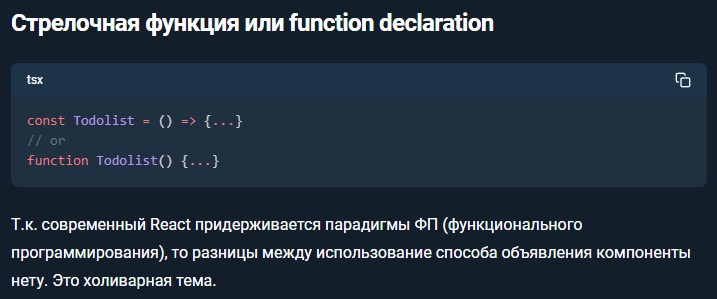 Стрелочная функция или function declaration
tsx
const Todolist = () => {...}
// or
function Todolist() {...}
Т.к. современный React придерживается парадигмы ФП (функционального
программирования), то разницы между использование способа объявления компоненты
нету. Это холиварная тема.